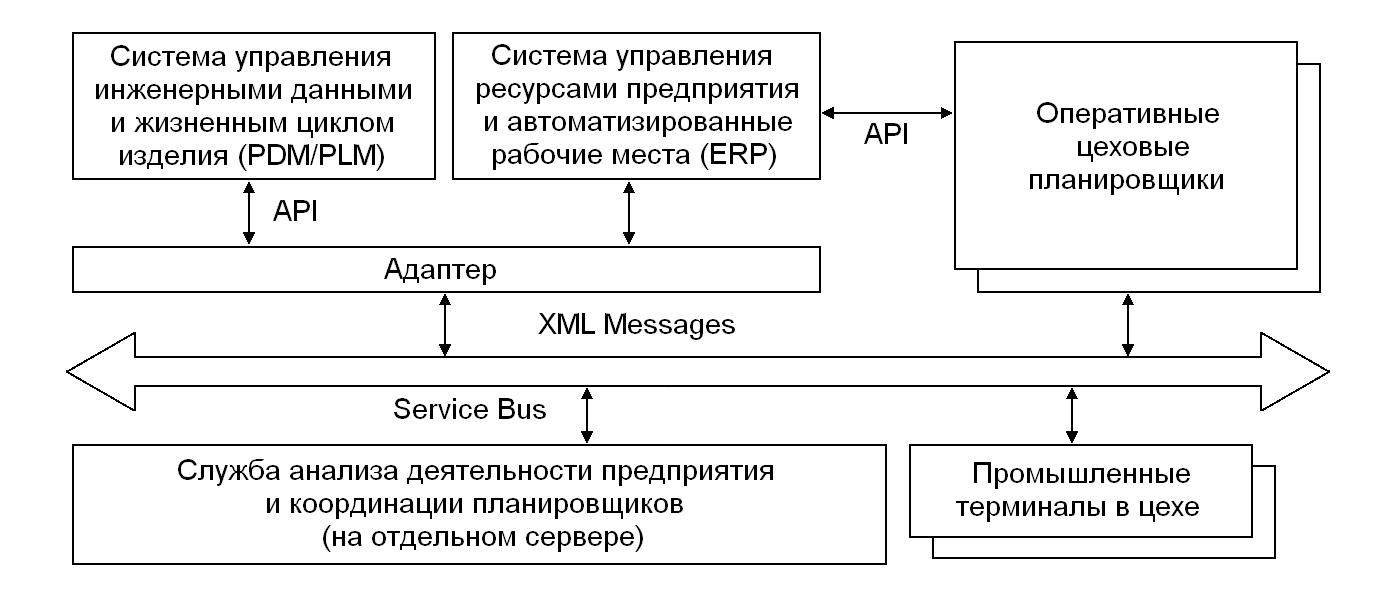 Система управления
инженерными данными
и жизненным циклом
изделия (PDM/PLM)
Система управления
ресурсами предприятия
и автоматизированные
рабочие места (ERP)
API
Оперативные
цеховые
планировщики
API
Адаптер
XML Messages
Service Bus
Служба анализа деятельности предприятия
и координации планировщиков
(на отдельном сервере)
Промышленные
терминалы в цехе